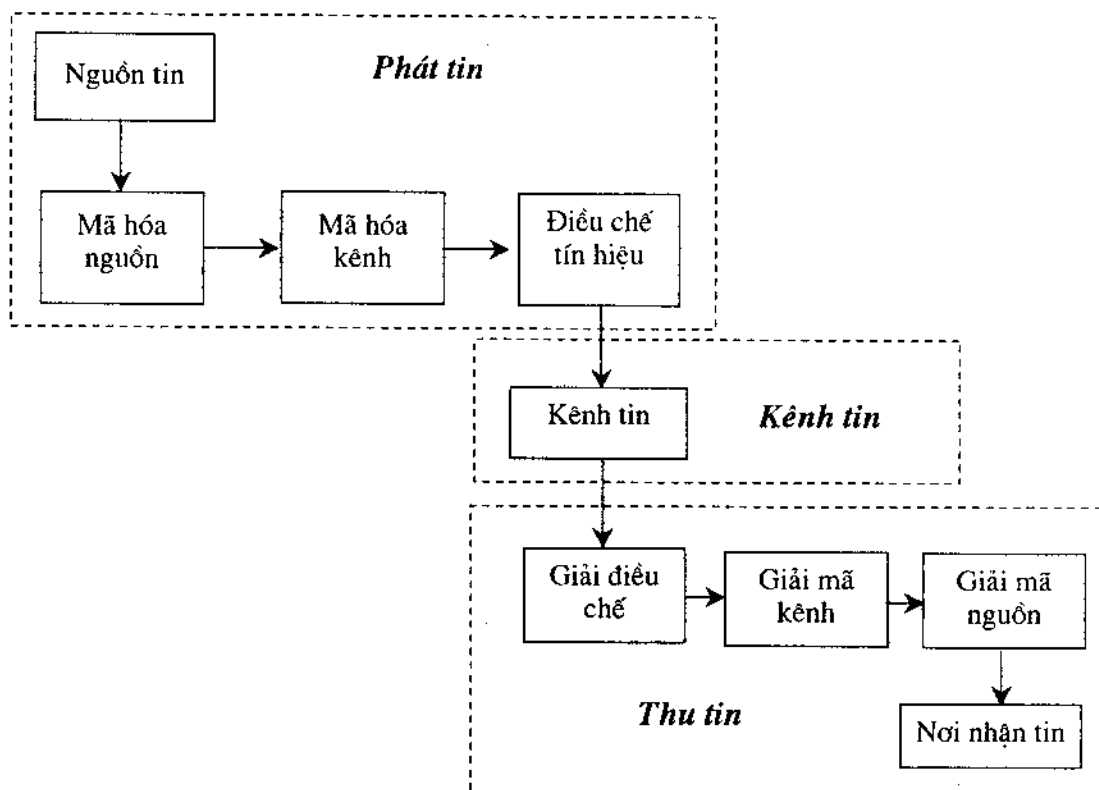 Nguồn tin
Phát tin
Mã hóa
nguồn
Mã hóa
kênh
Điều chế
tín hiệu
Kênh tin
Kênh tin
Giải điều
chế
Giải mã
kênh
Giải mã
nguồn
Thu tin
Nơi nhận tin